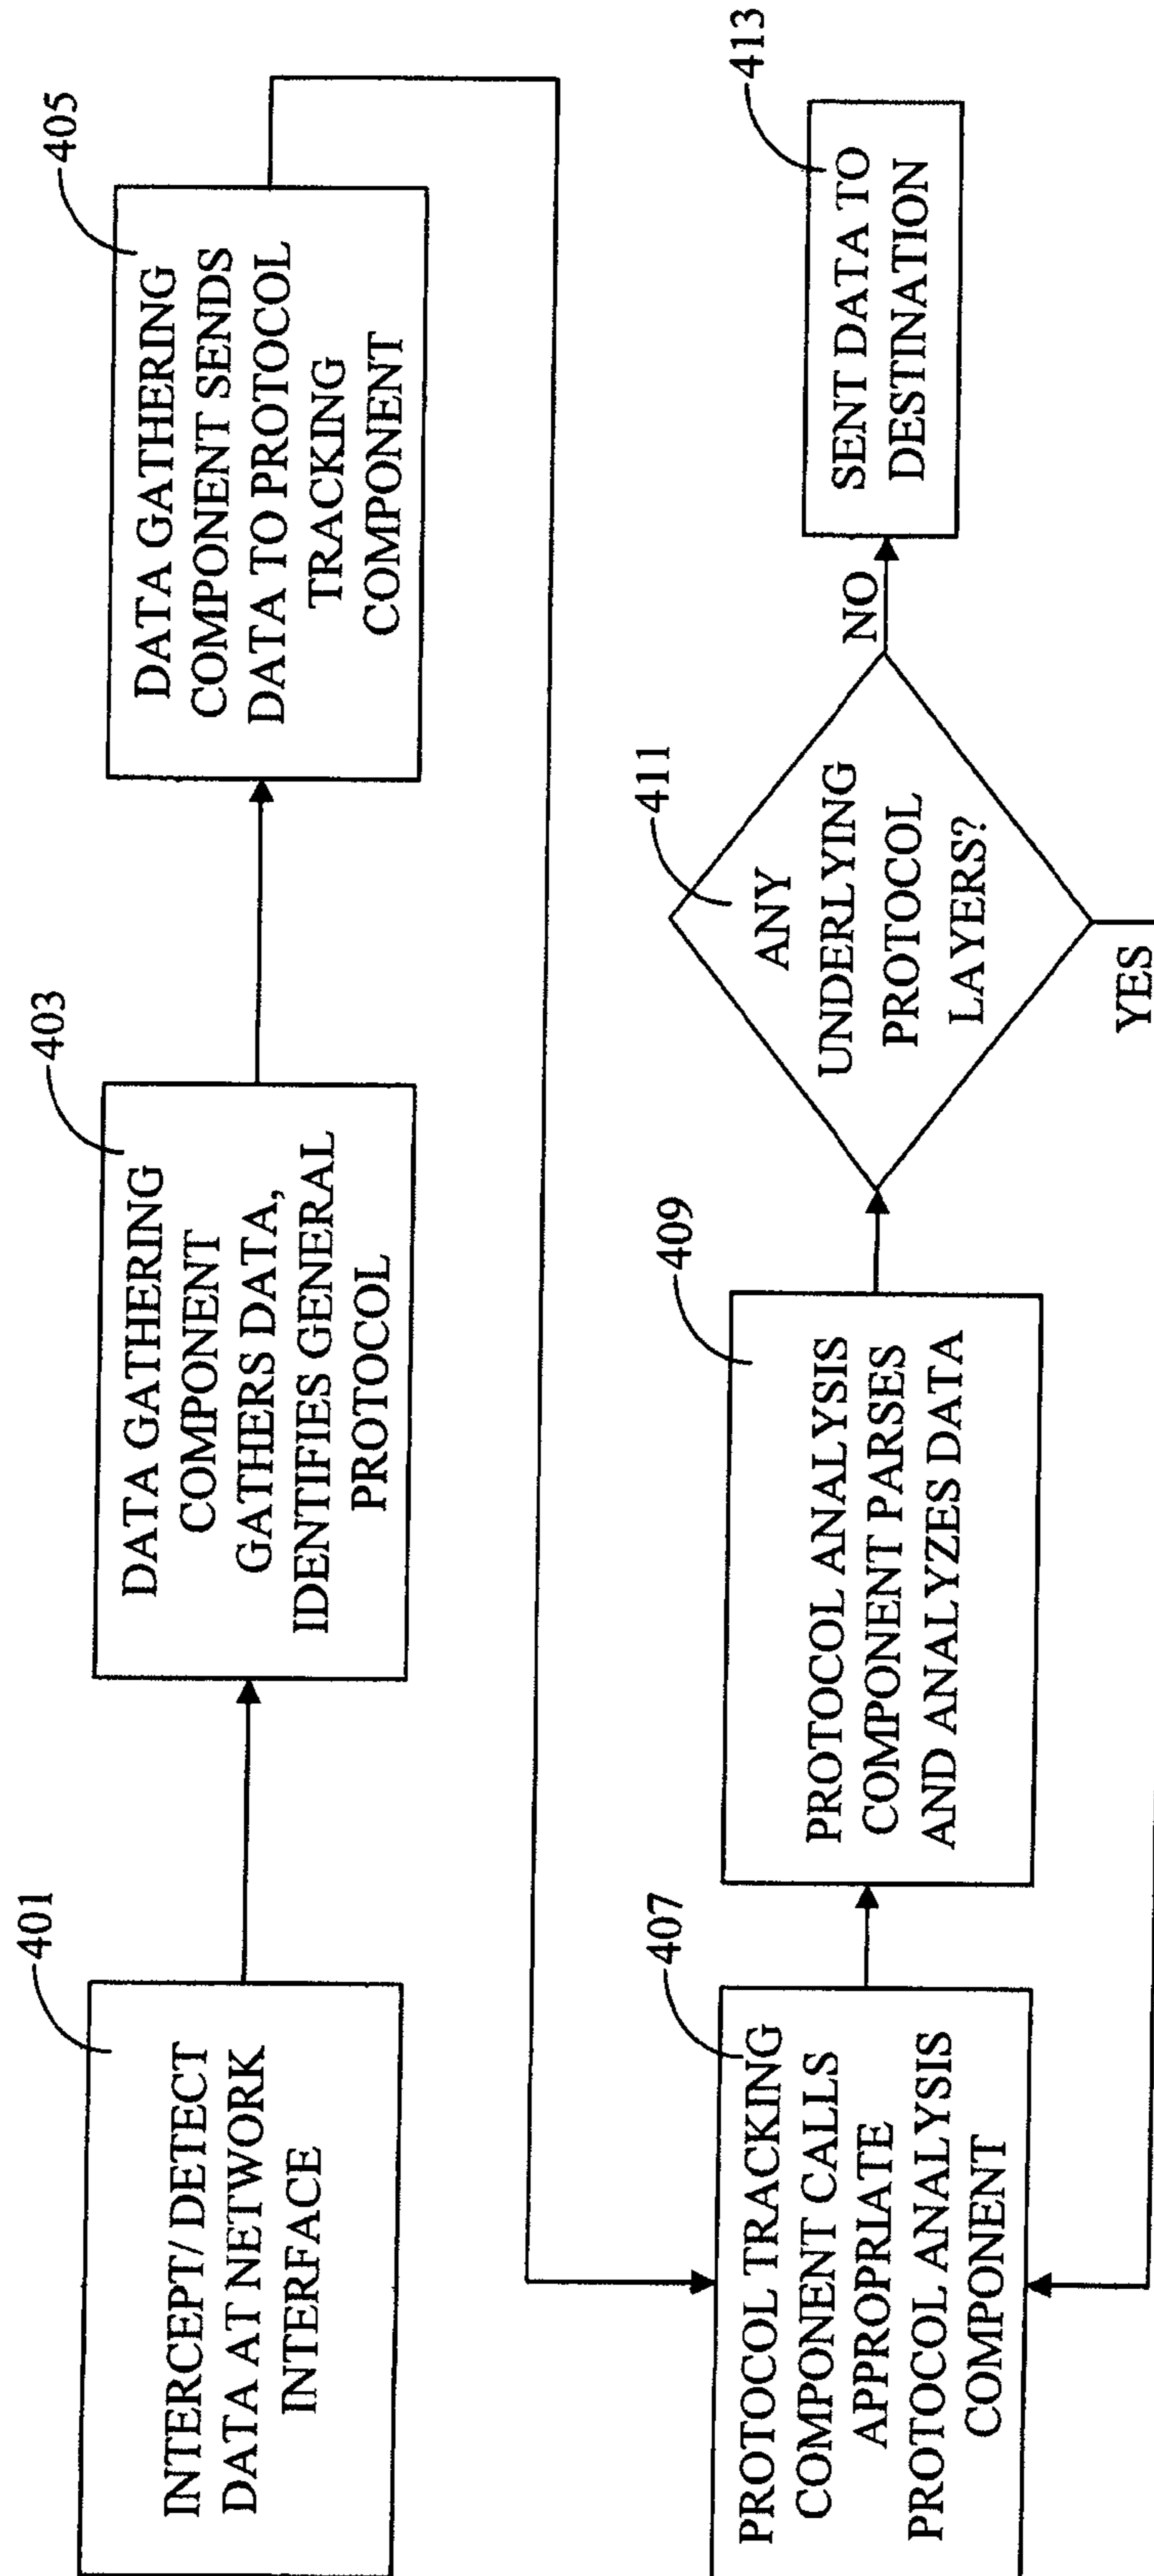 401
INTERCEPT/ DETECT
DATA AT NETWORK
INTERFACE
403
DATA GATHERING
COMPONENT
GATHERS DATA,
IDENTIFIES GENERAL
PROTOCOL
405
DATA GATHERING
COMPONENT SENDS
DATA TO PROTOCOL
TRACKING
COMPONENT
407
PROTOCOL TRACKING
COMPONENT CALLS
APPROPRIATE
PROTOCOL ANALYSIS
COMPONENT
409
PROTOCOL ANALYSIS
COMPONENT PARSES
AND ANALYZES DATA
411
ANY
UNDERLYING
PROTOCOL
LAYERS?
YES
NO
413
SENT DATA TO
DESTINATION